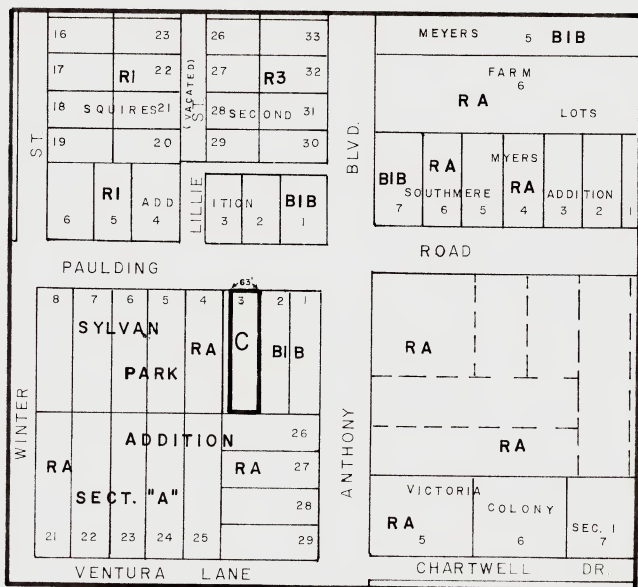 16 23 26 33 MEYERS 5 BIB
17 R1 22 (VACATED) 27 R3 32 FARM
6
R A
18 SQUIRES 21 ST. 28 SECOND 31 LOTS
19 20 29 30
ST. BLVD.
MYERS
R1 ADD ITION BIB BIB RA SOUTHMERE RA ADDITION
6 5 4 LILLIE 3 2 1 7 6 5 4 3 2 1
PAULDING ROAD
63'
8 7 6 5 4 3 2 1
SYLVAN RA C BIB RA
PARK
WINTER ANTHONY
ADDITION 26 RA
RA RA 27
SECT. "A" 28
VICTORIA
COLONY
RA SEC. 1
21 22 23 24 25 29 5 6 7
VENTURA LANE CHARTWELL DR.